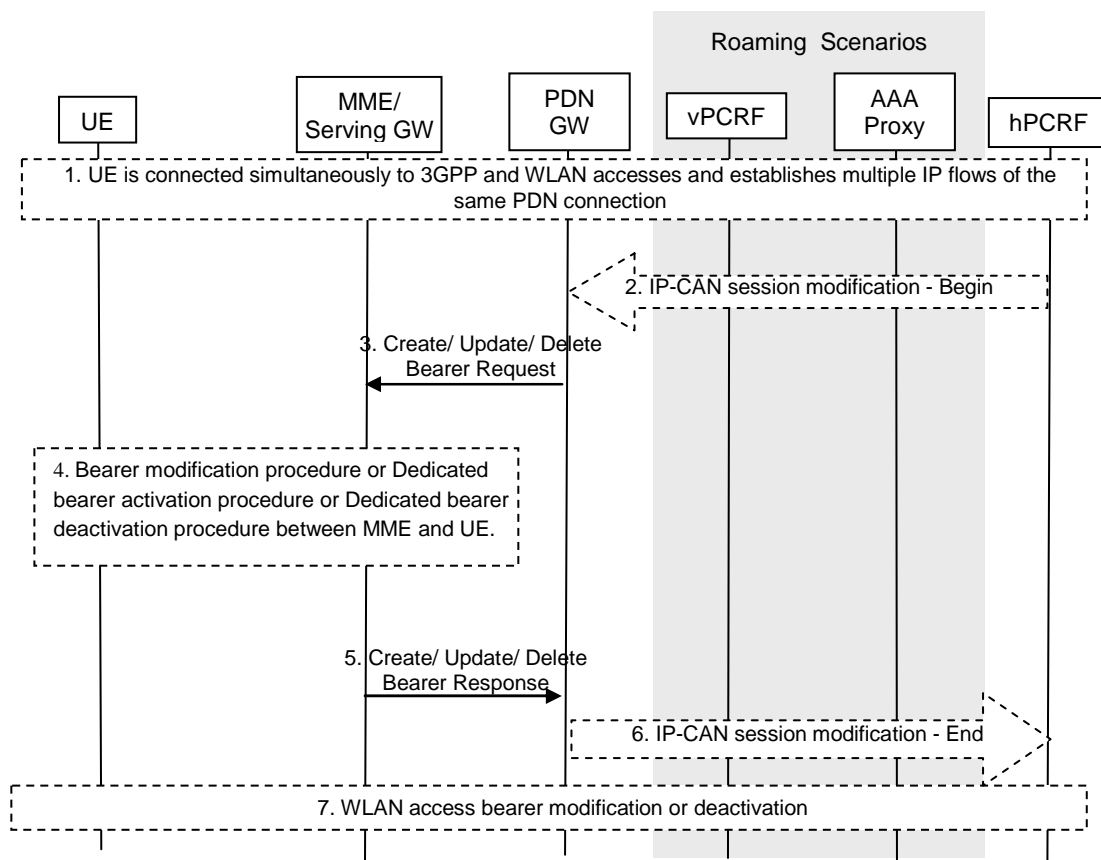 Roaming Scenarios
UE
MME/
Serving GW
PDN
GW
vPCRF
AAA
Proxy
hPCRF
1. UE is connected simultaneously to 3GPP and WLAN accesses and establishes multiple IP flows of the
same PDN connection
2. IP-CAN session modification - Begin
3. Create/ Update/ Delete
Bearer Request
4. Bearer modification procedure or Dedicated
bearer activation procedure or Dedicated bearer
deactivation procedure between MME and UE.
5. Create/ Update/ Delete
Bearer Response
6. IP-CAN session modification - End
7. WLAN access bearer modification or deactivation